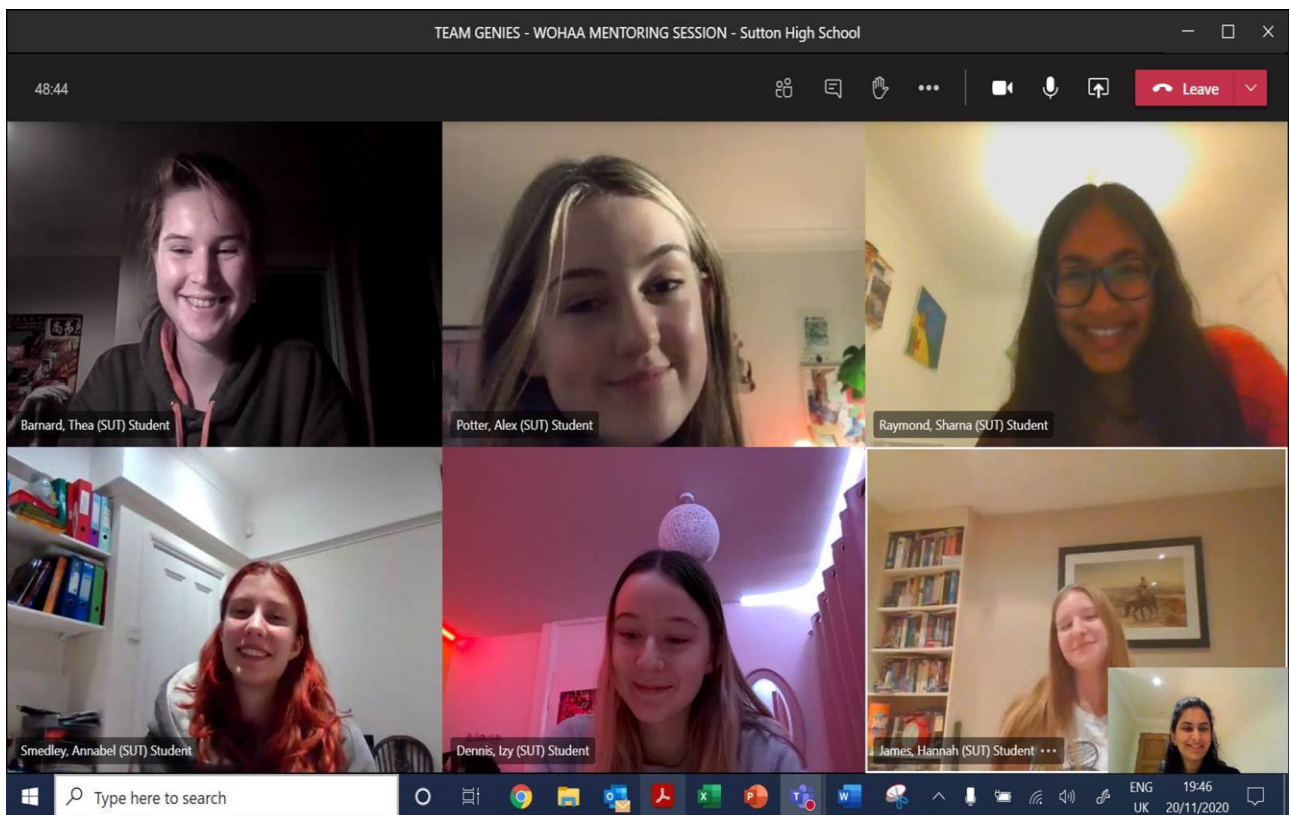 TEAM GENIES - WOHAA MENTORING SESSION - Sutton High School
48:44
Leave
Barnard, Thea (SUT) Student
Potter, Alex (SUT) Student
Raymond, Sharna (SUT) Student
Smedley, Annabel (SUT) Student
Dennis, Izy (SUT) Student
James, Hannah (SUT) Student
Type here to search
ENG
UK
19:46
20/11/2020